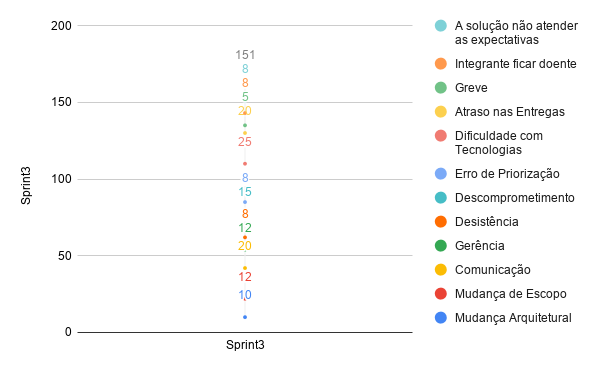 200
150
100
50
0
Sprint3
151
8
8
5
20
25
8
15
8
12
20
12
10
Sprint3
A solução não atender
as expectativas
Integrante ficar doente
Greve
Atraso nas Entregas
Dificuldade com
Tecnologias
Erro de Priorização
Descomprometimento
Desistência
Gerência
Comunicação
Mudança de Escopo
Mudança Arquitetural